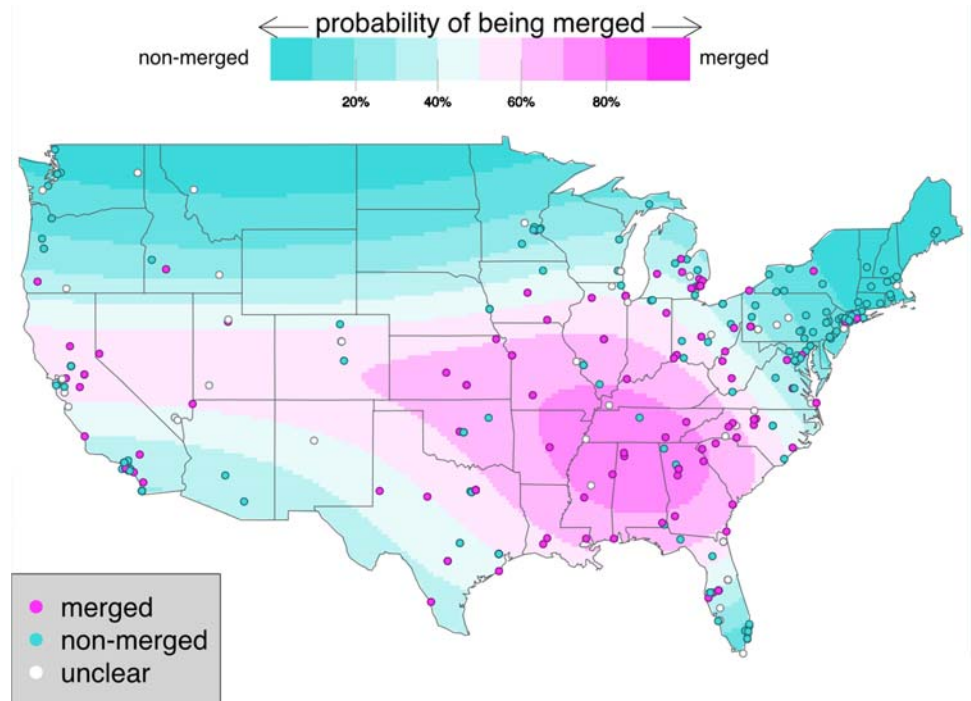 probability of being merged
non-merged
merged
20%
40%
60%
80%
merged
non-merged
unclear